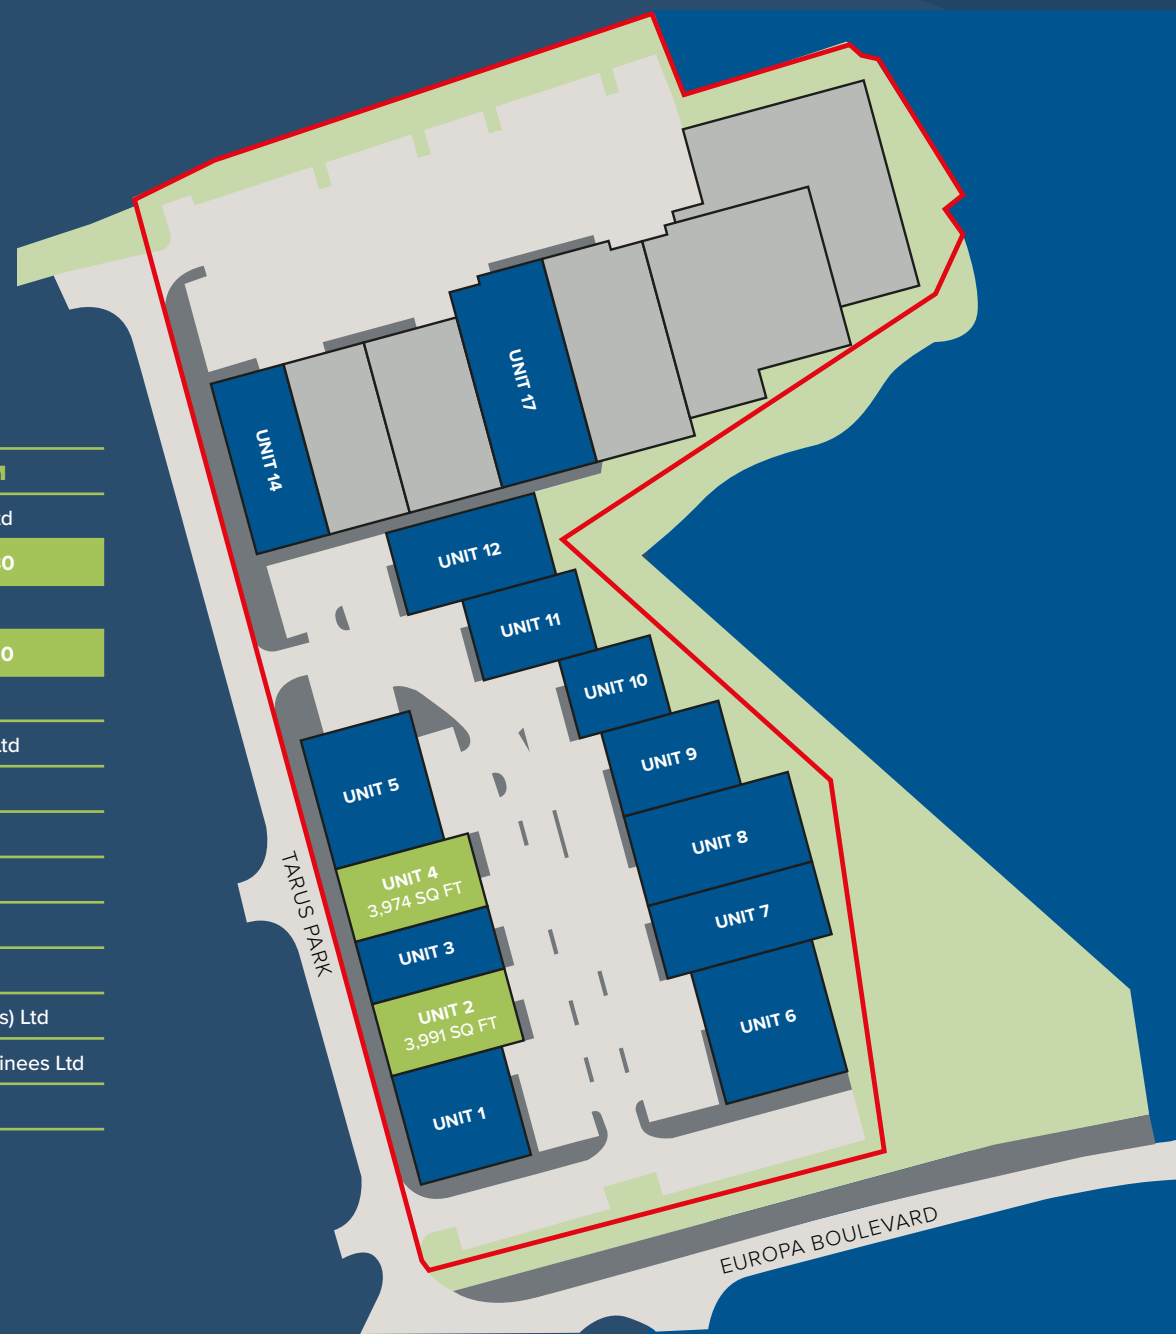 td
0
0
td
s) Ltd
inees Ltd
UNIT 17
UNIT 14
UNIT 12
UNIT 11
UNIT 10
UNIT 9
UNIT 5
UNIT 8
UNIT 4
3,974 SQ FT
UNIT 7
UNIT 3
UNIT 2
3,991 SQ FT
UNIT 6
UNIT 1
TARUS PARK
EUROPA BOULEVARD